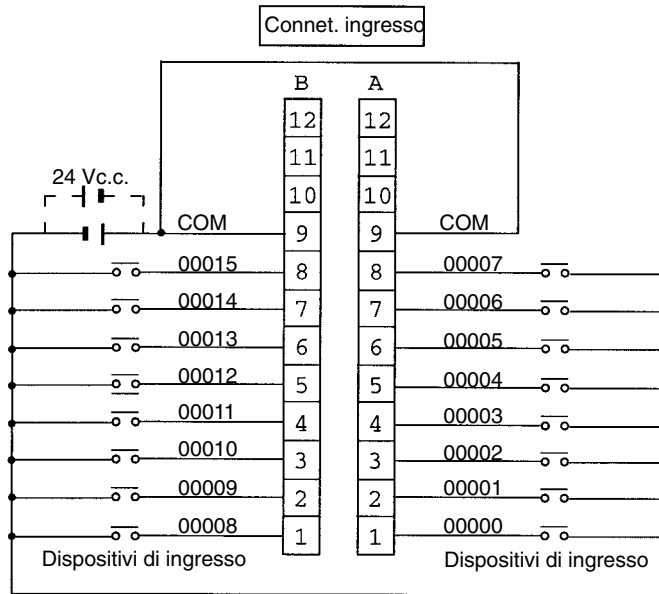 Connet. ingresso
B A
12 12
11 11
24 Vc.c.
10 10
COM 9 9 COM
00015 8 8 00007
00014 7 7 00006
00013 6 6 00005
00012 5 5 00004
00011 4 4 00003
00010 3 3 00002
00009 2 2 00001
00008 1 1 00000
Dispositivi di ingresso Dispositivi di ingresso